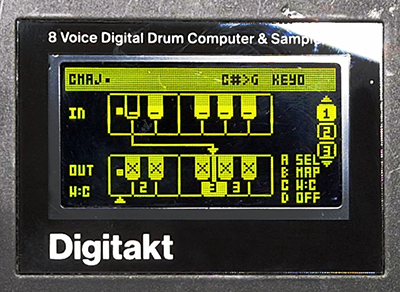 8 Voice Digital Drum Computer & Sampl
CMAJ. C#>G KEYO
IN
1
2
3
OUT
W:C
2 3 3
A SEL
B MAP
C W:C
D OFF
Digitakt